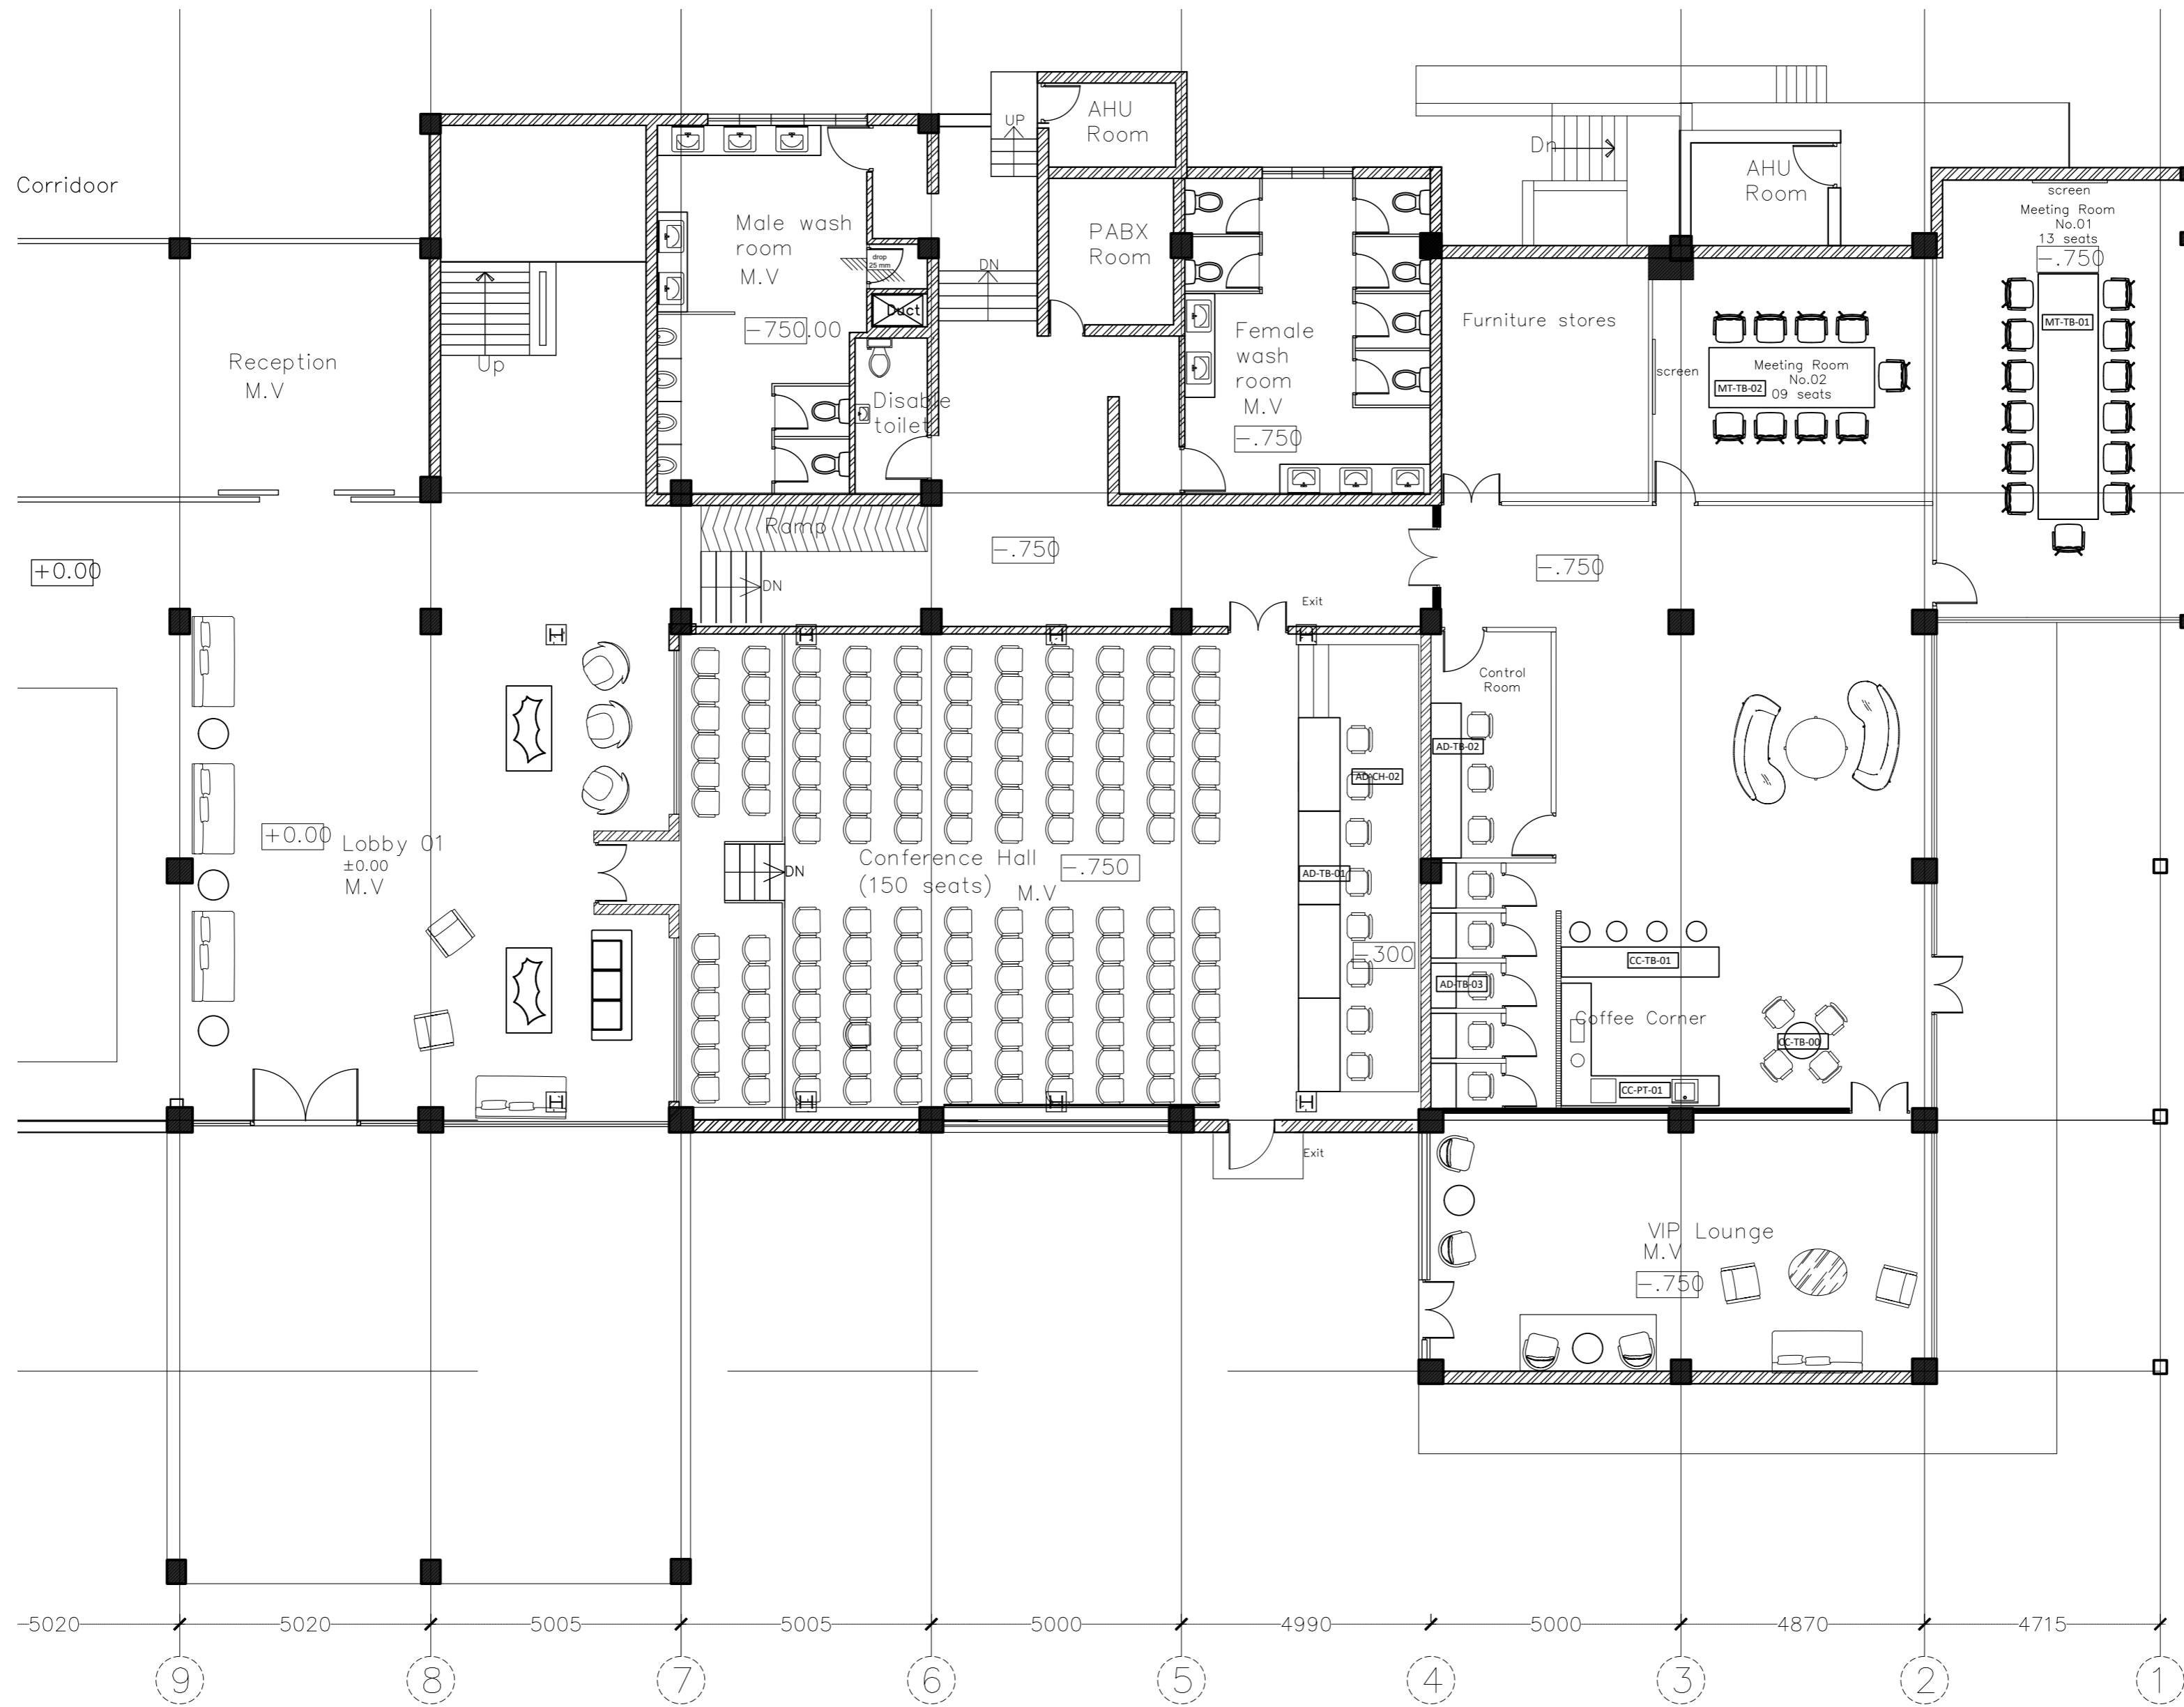 AHU
Room
UP
Dn
AHU
Room
Corridoor
screen
Meeting Room
No.01
13 seats
-.750
Male wash
room
M.V
PABX
Room
drop
25 mm
DN
Duct
-750.00
Furniture stores
MT-TB-01
Female
wash
room
M.V
-.750
Reception
M.V
Up
screen
Meeting Room
No.02
MT-TB-02
09 seats
Disable
toilet
Ramp
-.750
-.750
+0.00
DN
Exit
Control
Room
AD-TB-02
AD-CH-02
+0.00
Lobby 01
±0.00
M.V
DN
Conference Hall
(150 seats)
M.V
-.750
AD-TB-01
-300
CC-TB-01
AD-TB-03
Coffee Corner
CC-TB-00
CC-PT-01
H
H
H
H
H
H
H
H
Exit
VIP Lounge
M.V
-.750
5020
5020
5005
5005
5000
4990
5000
4870
4715
9
8
7
6
5
4
3
2
1